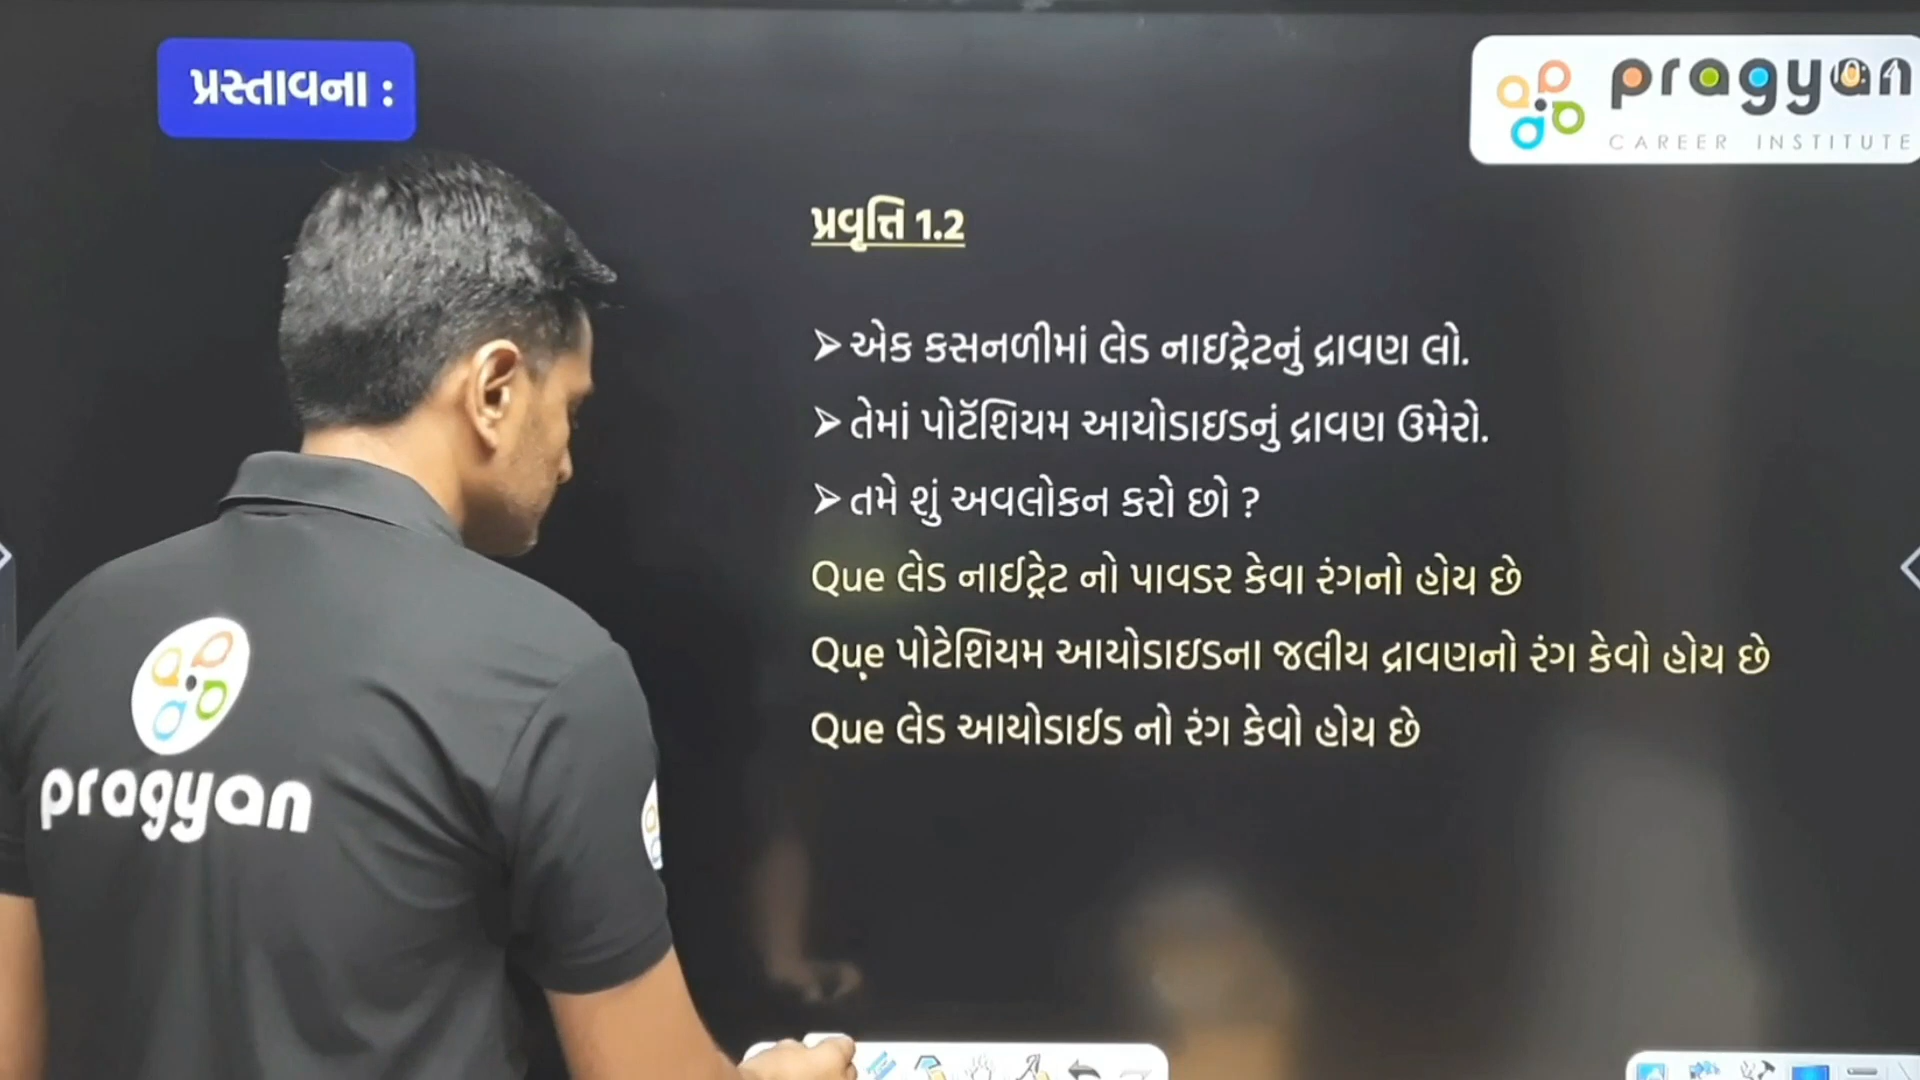 પ્રસ્તાવના :
pragyan
CAREER INSTITUTE
પ્રવૃત્તિ 1.2
➤ એક કસનળીમાં લેડ નાઇટ્રેટનું દ્રાવણ લો.
➤ તેમાં પોટૅશિયમ આયોડાઇડનું દ્રાવણ ઉમેરો.
➤ તમે શું અવલોકન કરો છો ?
Que લેડ નાઈટ્રેટ નો પાવડર કેવા રંગનો હોય છે
Que પોટેશિયમ આયોડાઇડના જલીય દ્રાવણનો રંગ કેવો હોય છે
Que લેડ આયોડાઈડ નો રંગ કેવો હોય છે
pragyan